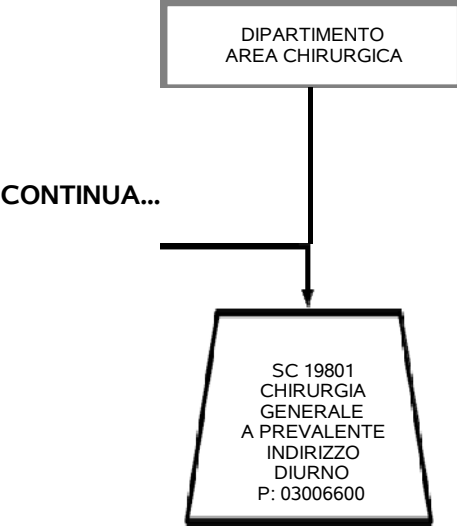 DIPARTIMENTO
AREA CHIRURGICA
CONTINUA...
SC 19801
CHIRURGIA
GENERALE
A PREVALENTE
INDIRIZZO
DIURNO
P: 03006600